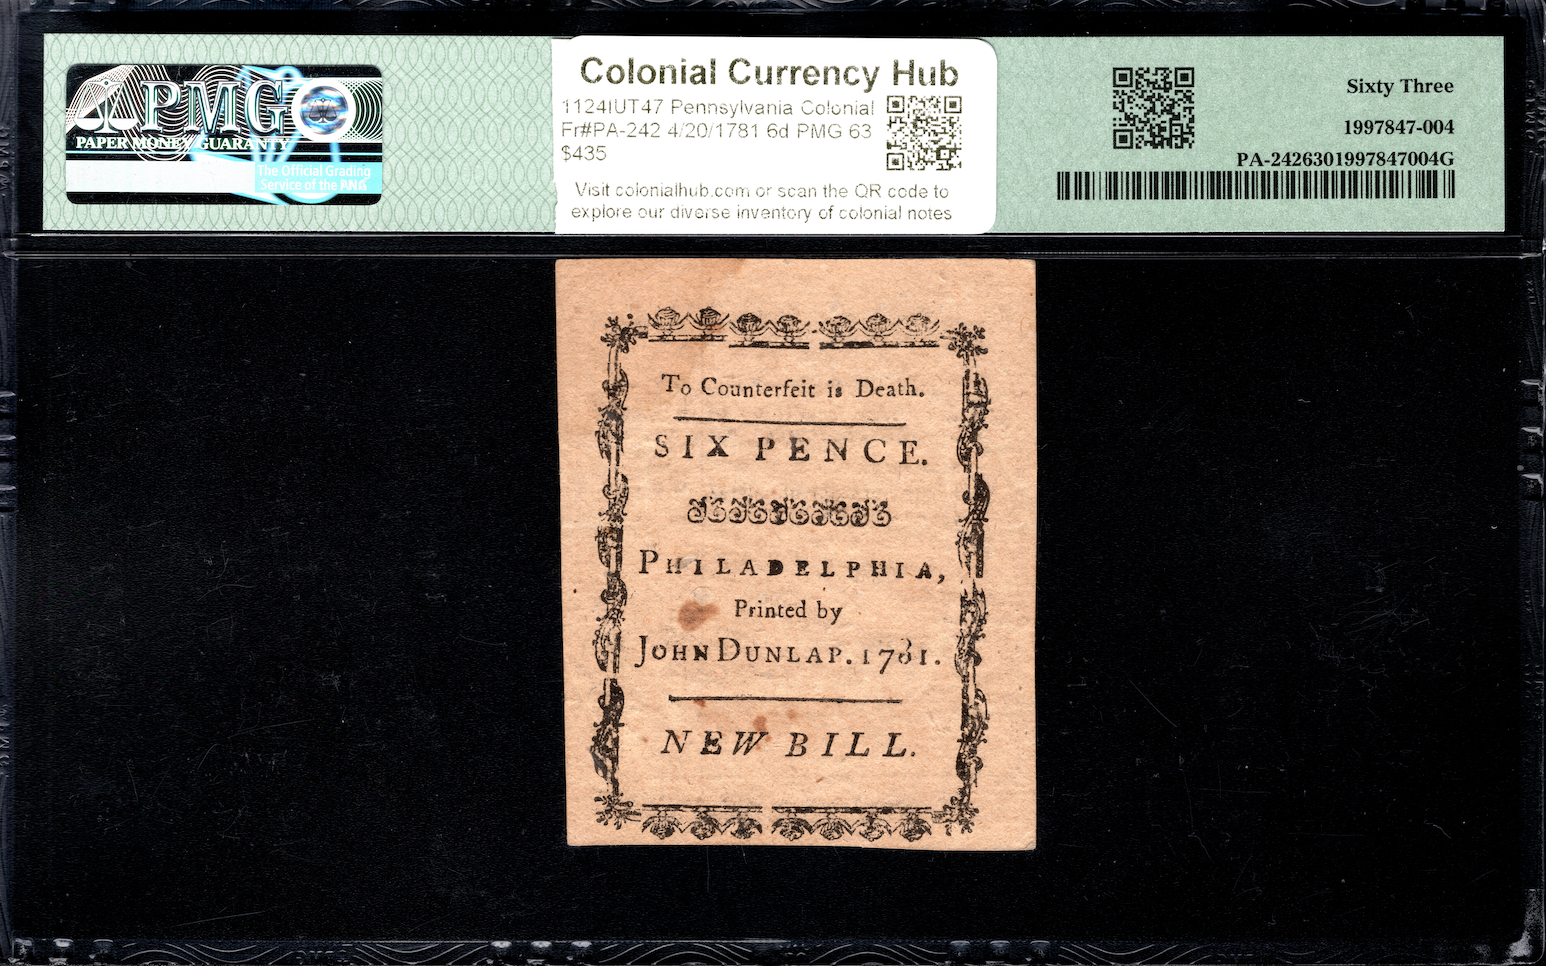 PMG
PAPER MONEY GUARANTY
The Official Grading
Service of the ANA
Colonial Currency Hub
1124IUT47 Pennsylvania Colonial
Fr#PA-242 4/20/1781 6d PMG 63
$435
Visit colonialhub.com or scan the QR code to
explore our diverse inventory of colonial notes
Sixty Three
1997847-004
PA-2426301997847004G
To Counterfeit is Death.
SIX PENCE.
PHILADELPHIA,
Printed by
JOHN DUNLAP. 1781.
NEW BILL.